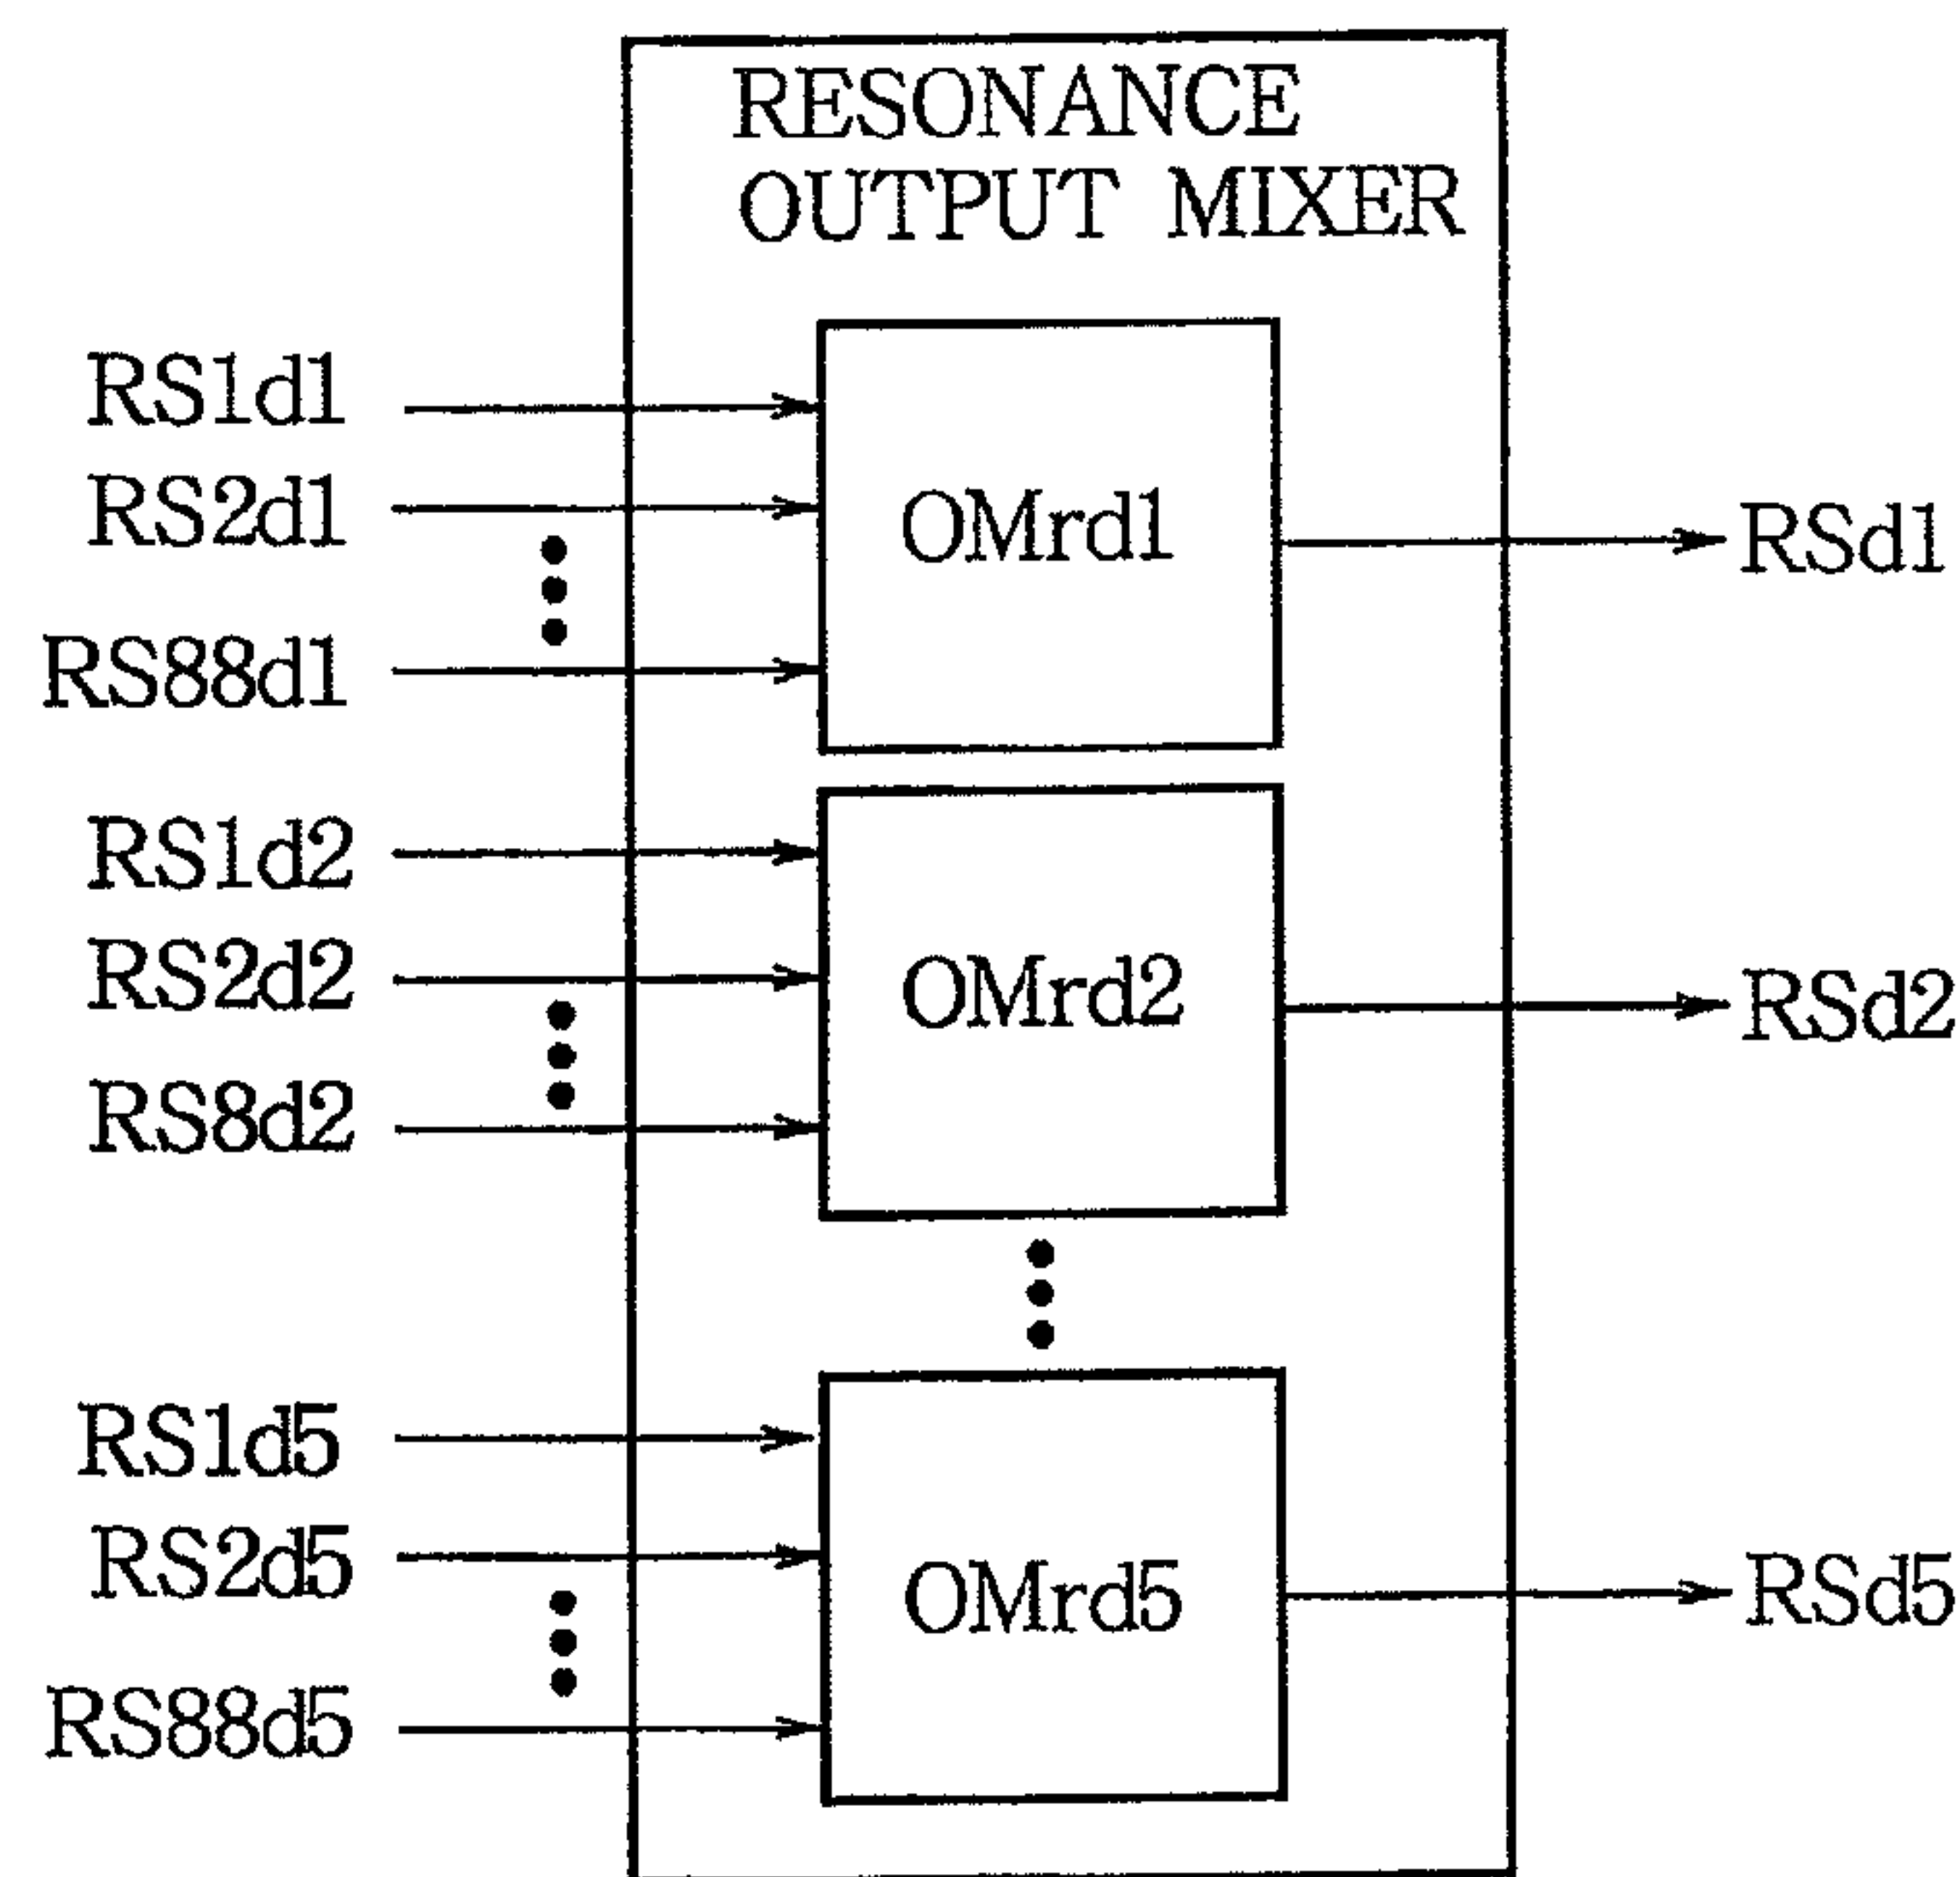 RESONANCE
OUTPUT MIXER
RS1d1
RS2d1
RS88d1
OMrd1
RSd1
RS1d2
RS2d2
RS8d2
OMrd2
RSd2
RS1d5
RS2d5
RS88d5
OMrd5
RSd5